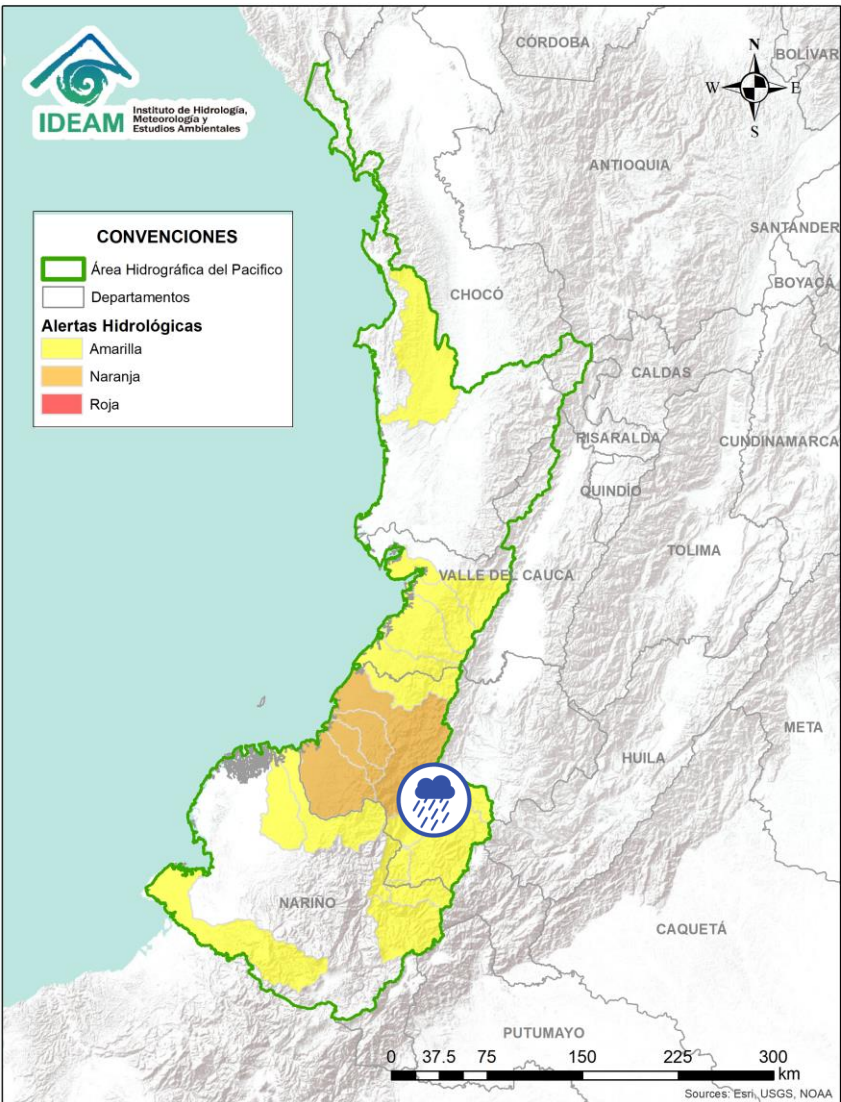 IDEAM
Instituto de Hidrología,
Meteorología y
Estudios Ambientales
N
W
E
S
CÓRDOBA
BOLÍVAR
ANTIOQUIA
SANTANDER
BOYACÁ
CHOCÓ
CONVENCIONES
Área Hidrográfica del Pacifico
Departamentos
Alertas Hidrológicas
Amarilla
Naranja
Roja
CALDAS
RISARALDA
CUNDINAMARCA
QUINDÍO
TOLIMA
VALLE DEL CAUCA
META
HUILA
NARIÑO
CAQUETÁ
PUTUMAYO
0 37.5 75 150 225 300
km
Sources: Esri, USGS, NOAA